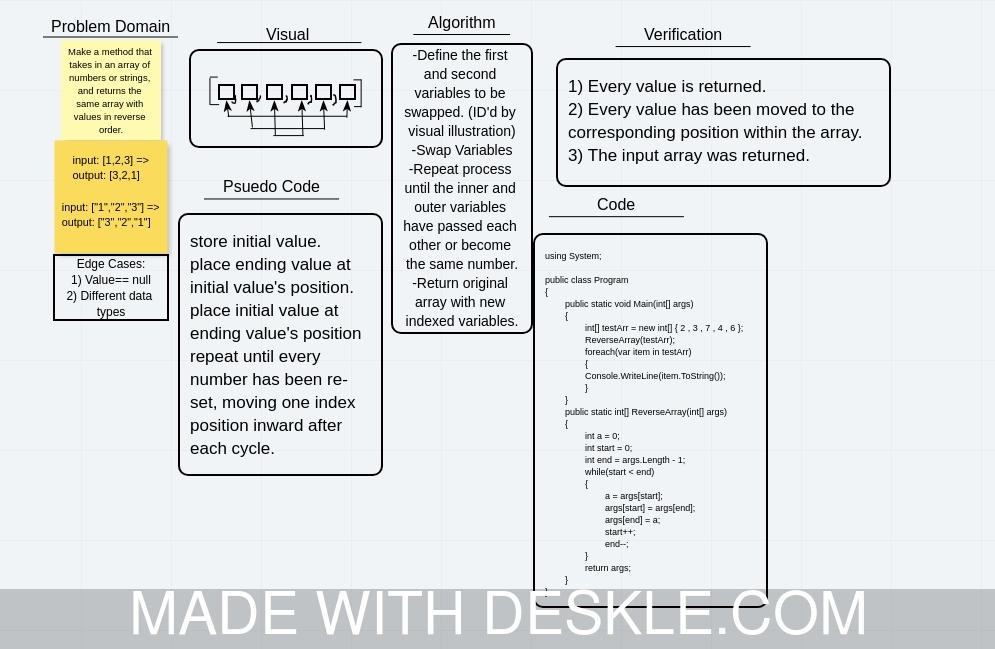 Problem Domain
Make a method that
takes in an array of
numbers or strings,
and returns the
same array with
values in reverse
order.
input: [1,2,3] =>
output: [3,2,1]
input: ["1","2","3"] =>
output: ["3","2","1"]
Edge Cases:
1) Value== null
2) Different data
types
Visual
Psuedo Code
store initial value.
place ending value at
initial value's position.
place initial value at
ending value's position
repeat until every
number has been re-
set, moving one index
position inward after
each cycle.
Algorithm
-Define the first
and second
variables to be
swapped. (ID'd by
visual illustration)
-Swap Variables
-Repeat process
until the inner and
outer variables
have passed each
other or become
the same number.
-Return original
array with new
indexed variables.
Verification
1) Every value is returned.
2) Every value has been moved to the
corresponding position within the array.
3) The input array was returned.
Code
using System;
public class Program
{
public static void Main(int[] args)
{
int[] testArr = new int[] { 2 , 3 , 7 , 4 , 6 };
ReverseArray(testArr);
foreach(var item in testArr)
{
Console.WriteLine(item.ToString());
}
}
public static int[] ReverseArray(int[] args)
{
int a = 0;
int start = 0;
int end = args.Length - 1;
while(start < end)
{
a = args[start];
args[start] = args[end];
args[end] = a;
start++;
end--;
}
return args;
}
}
MADE WITH DESKLE.COM